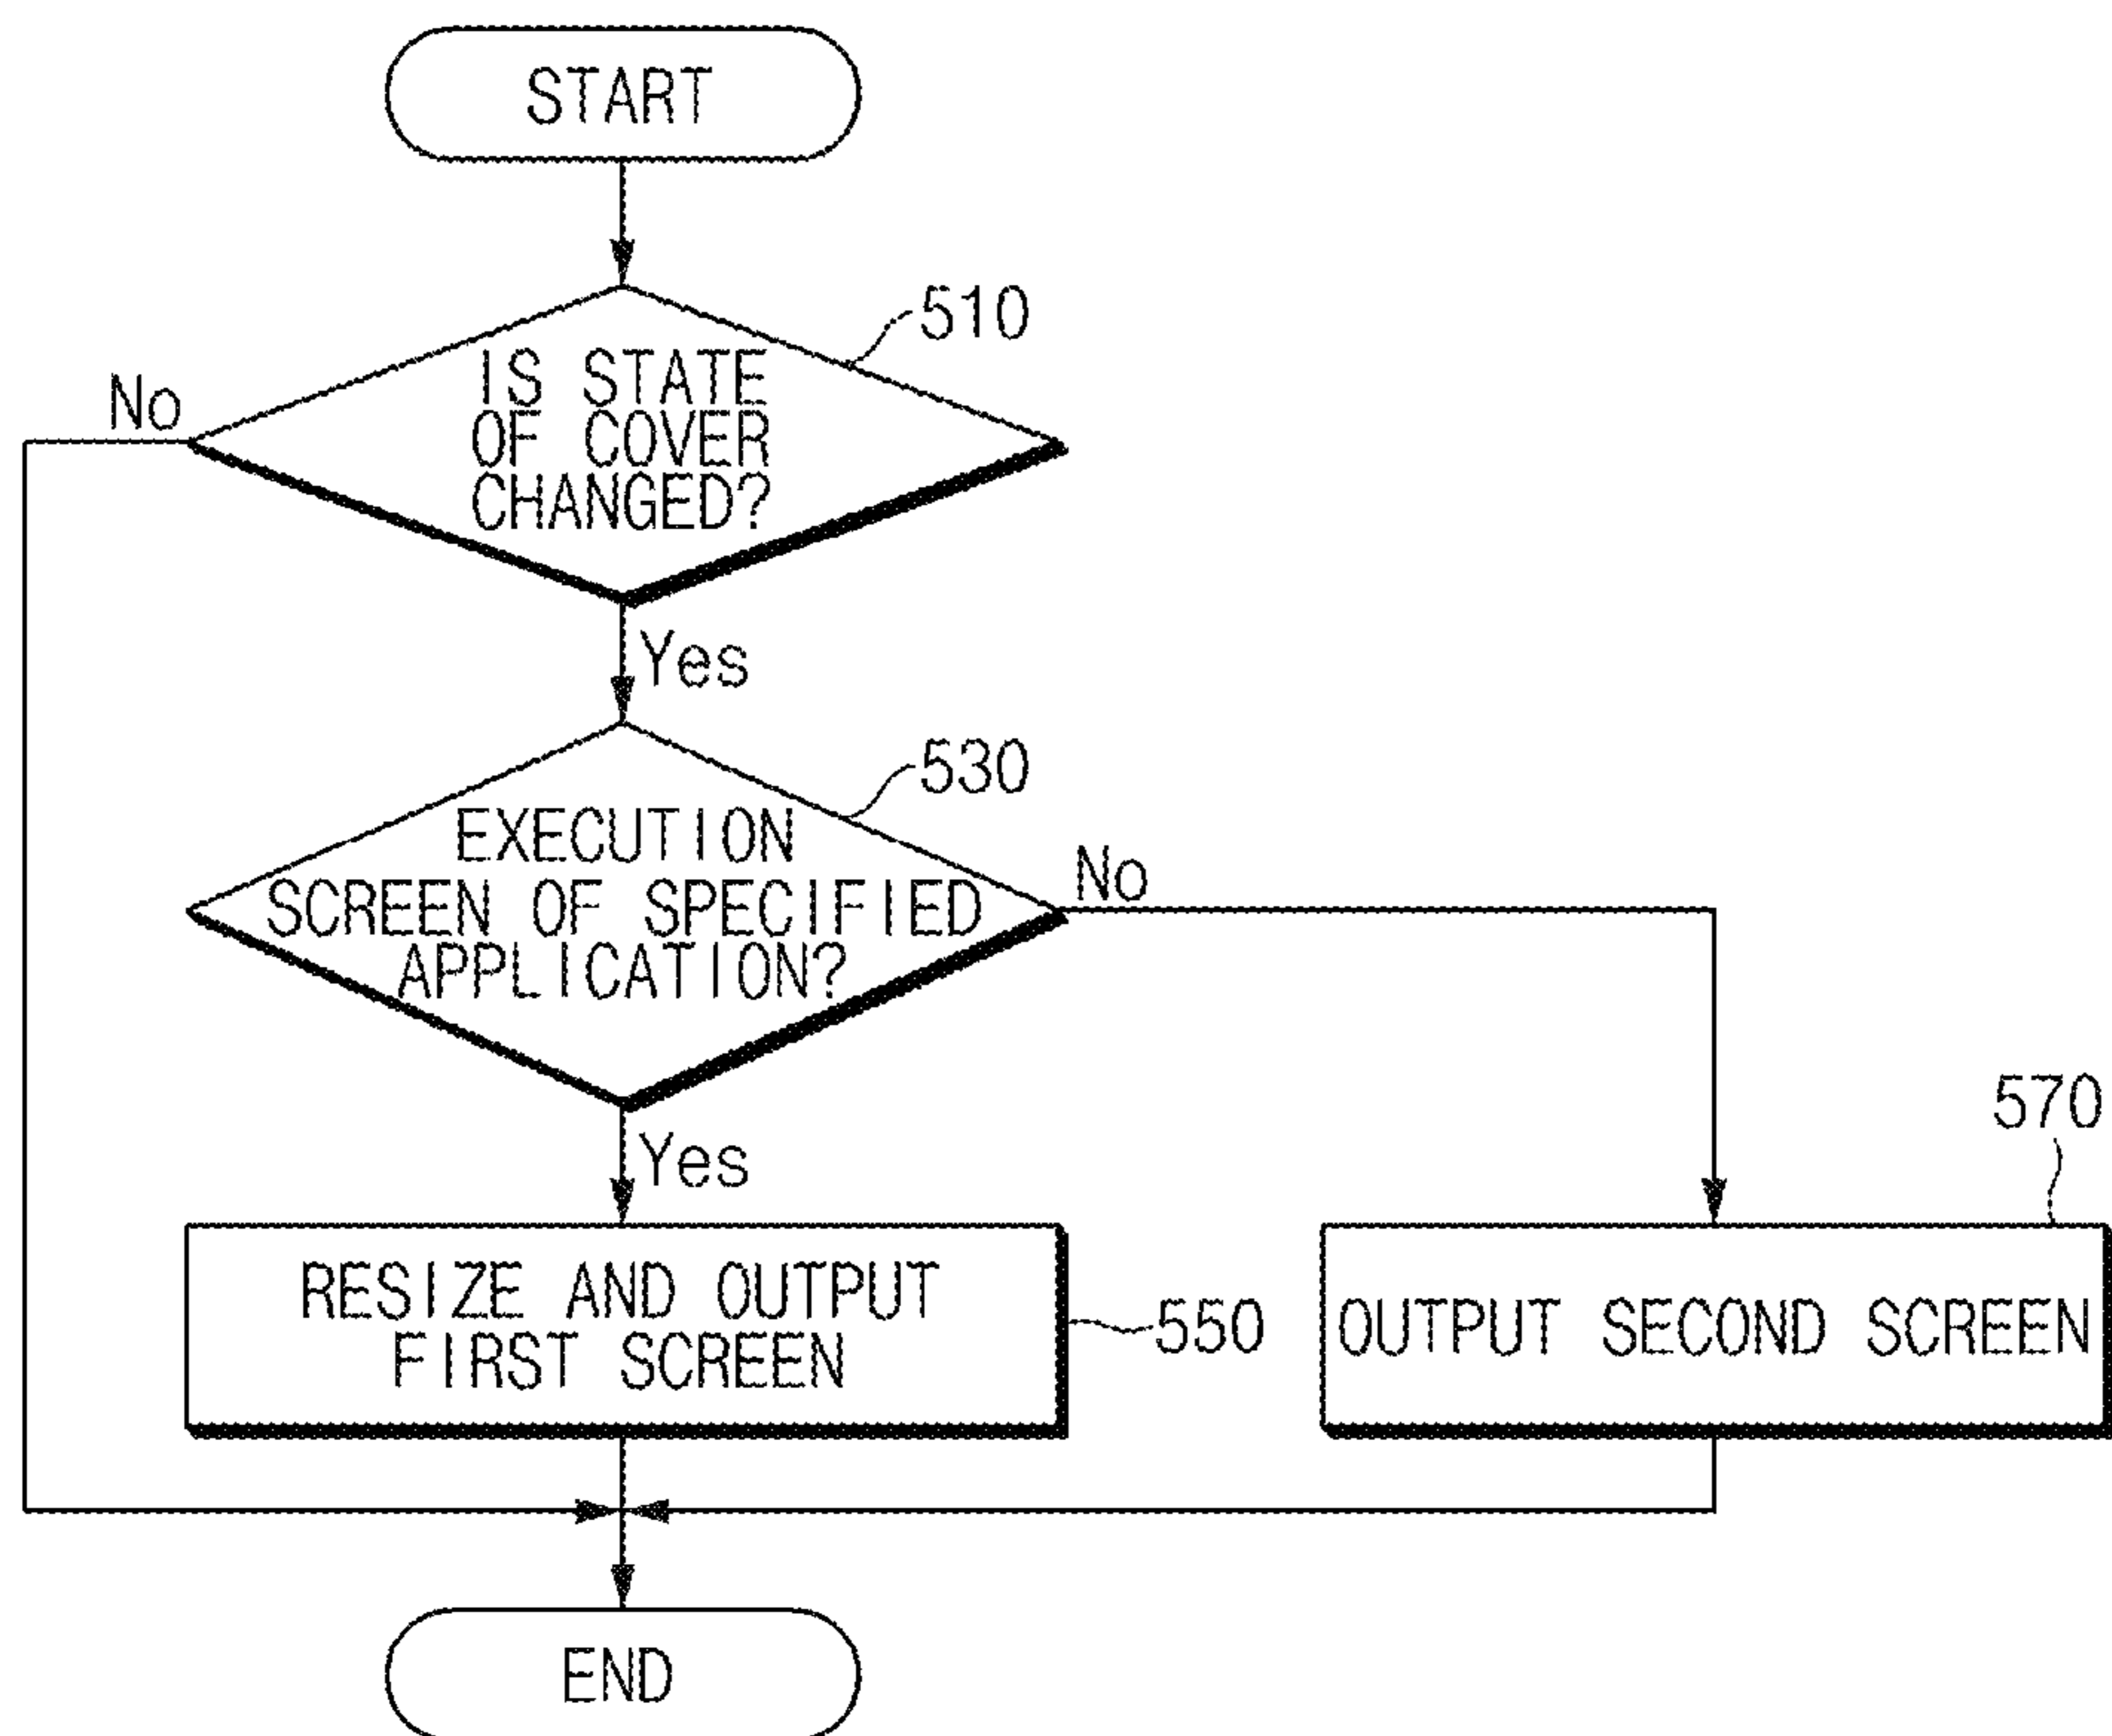 START
510
IS STATE
OF COVER
CHANGED?
No
Yes
530
EXECUTION
SCREEN OF SPECIFIED
APPLICATION?
No
Yes
570
RESIZE AND OUTPUT
FIRST SCREEN
550
OUTPUT SECOND SCREEN
END